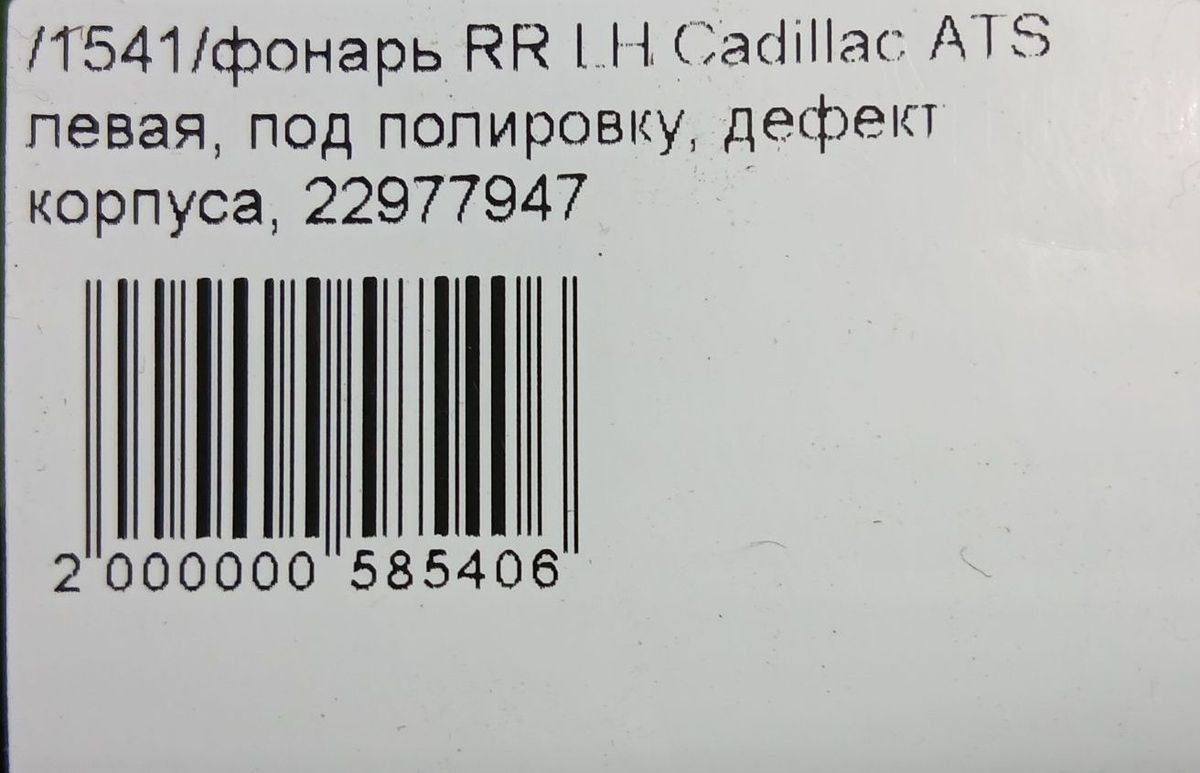 /1541/фонарь RR LH Cadillac ATS
левая, под полировку, дефект
корпуса, 22977947
2 000000 585406